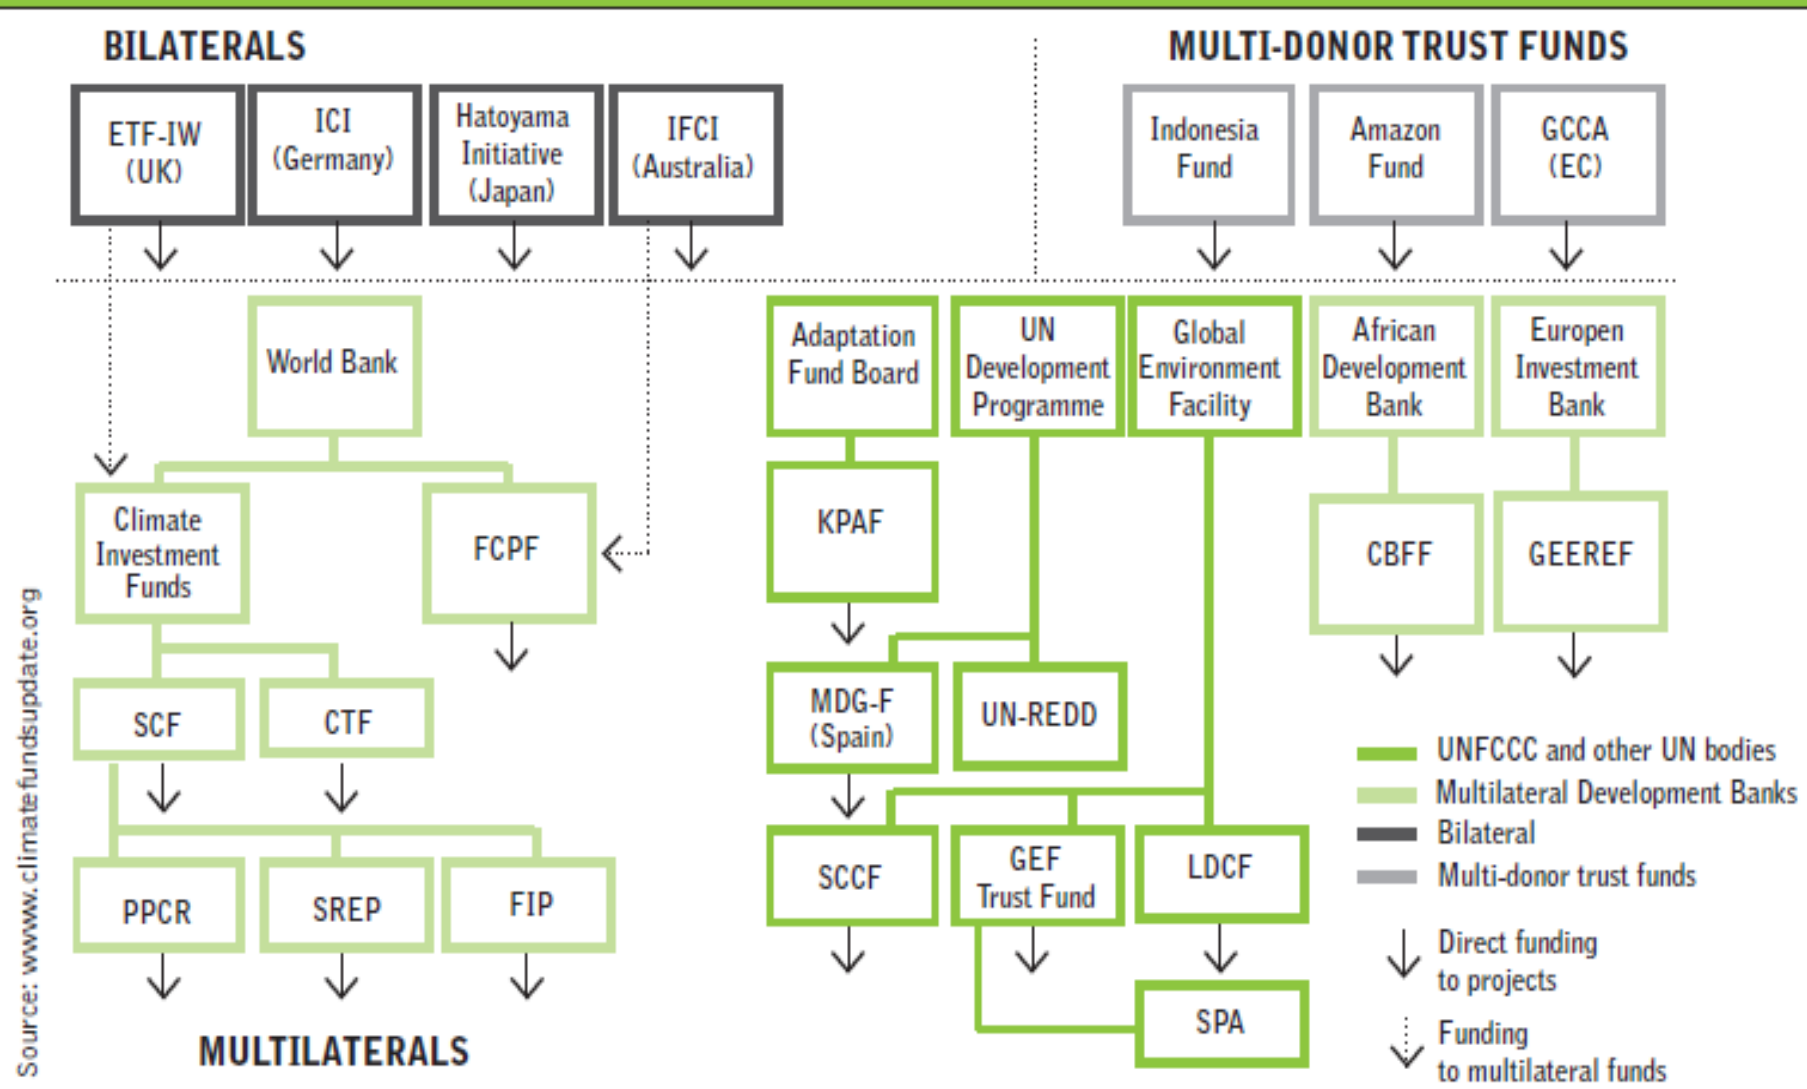 BILATERALS
MULTI-DONOR TRUST FUNDS
ETF-IW
(UK)
ICI
(Germany)
Hatoyama
Initiative
(Japan)
IFCI
(Australia)
Indonesia
Fund
Amazon
Fund
GCCA
(EC)
World Bank
Adaptation
Fund Board
UN
Development
Programme
Global
Environment
Facility
African
Development
Bank
Europen
Investment
Bank
Climate
Investment
Funds
FCPF
KPAF
CBFF
GEEREF
SCF
CTF
MDG-F
(Spain)
UN-REDD
PPCR
SREP
FIP
SCCF
GEF
Trust Fund
LDCF
SPA
MULTILATERALS
UNFCCC and other UN bodies
Multilateral Development Banks
Bilateral
Multi-donor trust funds
Direct funding
to projects
Funding
to multilateral funds
Source: www.climatefundsupdate.org